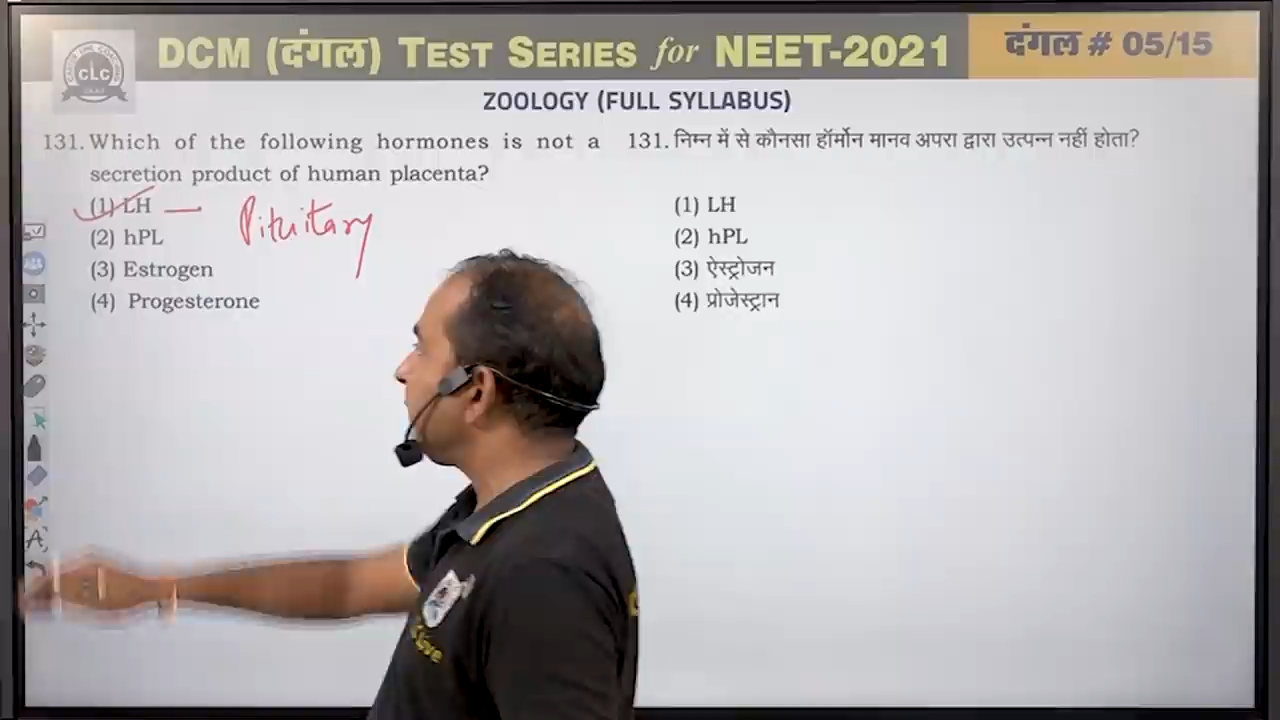 DCM (दंगल) TEST SERIES for NEET-2021
दंगल # 05/15
CLC
ZOOLOGY (FULL SYLLABUS)
131. Which of the following hormones is not a
secretion product of human placenta?
(1) LH — Pituitary
(2) hPL
(3) Estrogen
(4) Progesterone
131. निम्न में से कौनसा हॉर्मोन मानव अपरा द्वारा उत्पन्न नहीं होता?
(1) LH
(2) hPL
(3) ऐस्ट्रोजन
(4) प्रोजेस्ट्रान
A